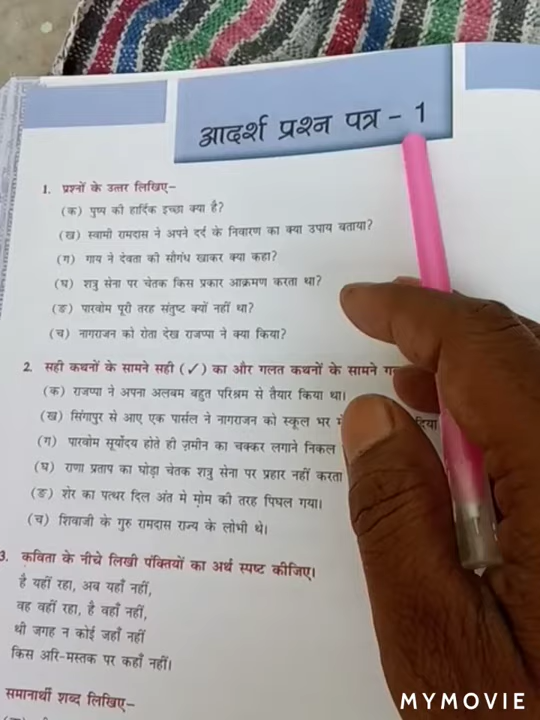 आदर्श प्रश्न पत्र - 1
1. प्रश्नों के उत्तर लिखिए-
(क) पुष्प की हार्दिक इच्छा क्या है?
(ख) स्वामी रामदास ने अपने दर्द के निवारण का क्या उपाय बताया?
(ग) गाय ने देवता की सौगंध खाकर क्या कहा?
(घ) शत्रु सेना पर चेतक किस प्रकार आक्रमण करता था?
(ङ) पारवोम पूरी तरह संतुष्ट क्यों नहीं था?
(च) नागराजन को रोता देख राजप्पा ने क्या किया?
2. सही कथनों के सामने सही (✓) का और गलत कथनों के सामने
(क) राजप्पा ने अपना अलबम बहुत परिश्रम से तैयार किया था।
(ख) सिंगापुर से आए एक पार्सल ने नागराजन को स्कूल भर दिया
(ग) पारवोम सूर्योदय होते ही ज़मीन का चक्कर लगाने निकल
(घ) राणा प्रताप का घोड़ा चेतक शत्रु सेना पर प्रहार नहीं करता
(ङ) शेर का पत्थर दिल अंत मे मोम की तरह पिघल गया।
(च) शिवाजी के गुरु रामदास राज्य के लोभी थे।
3. कविता के नीचे लिखी पंक्तियों का अर्थ स्पष्ट कीजिए।
है यहीं रहा, अब यहाँ नहीं,
वह वहीं रहा, है वहाँ नहीं,
थी जगह न कोई जहाँ नहीं
किस अरि-मस्तक पर कहाँ नहीं।
समानार्थी शब्द लिखिए-
MYMOVIE